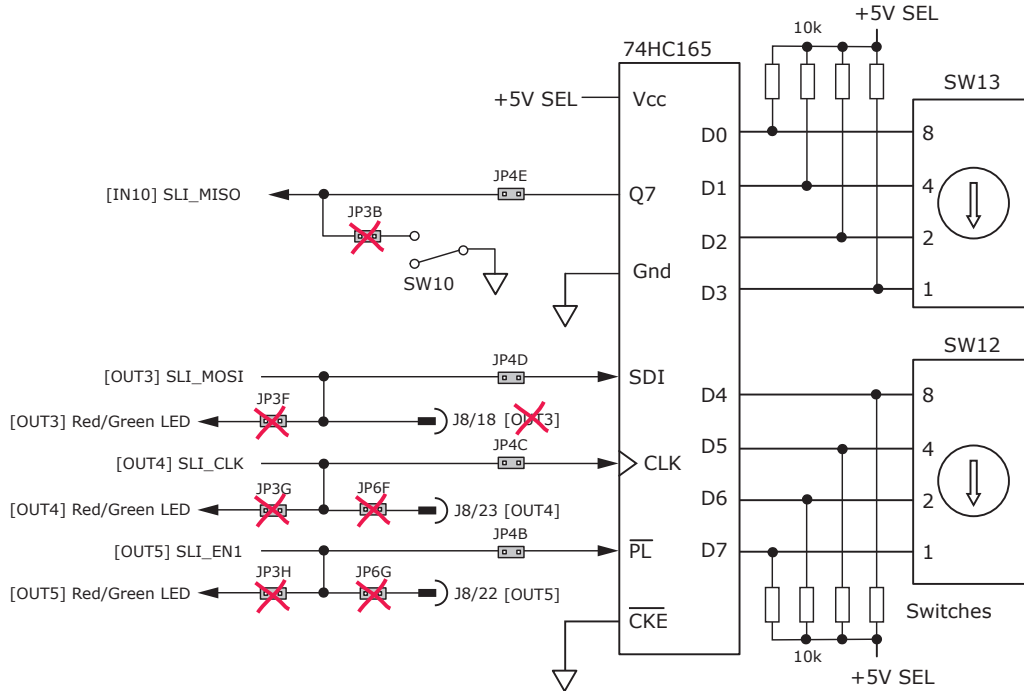 +5V SEL
10k
74HC165
SW13
+5V SEL
Vcc
D0
8
[IN10] SLI_MISO
JP4E
Q7
D1
4
JP3B
D2
2
SW10
Gnd
D3
1
SW12
[OUT3] SLI_MOSI
JP4D
SDI
D4
8
JP3F
[OUT3] Red/Green LED
J8/18 [OUT3]
JP4C
D5
4
[OUT4] SLI_CLK
CLK
JP3G
JP6F
D6
2
[OUT4] Red/Green LED
J8/23 [OUT4]
JP4B
[OUT5] SLI_EN1
PL
D7
1
JP3H
JP6G
[OUT5] Red/Green LED
J8/22 [OUT5]
CKE
Switches
10k
+5V SEL